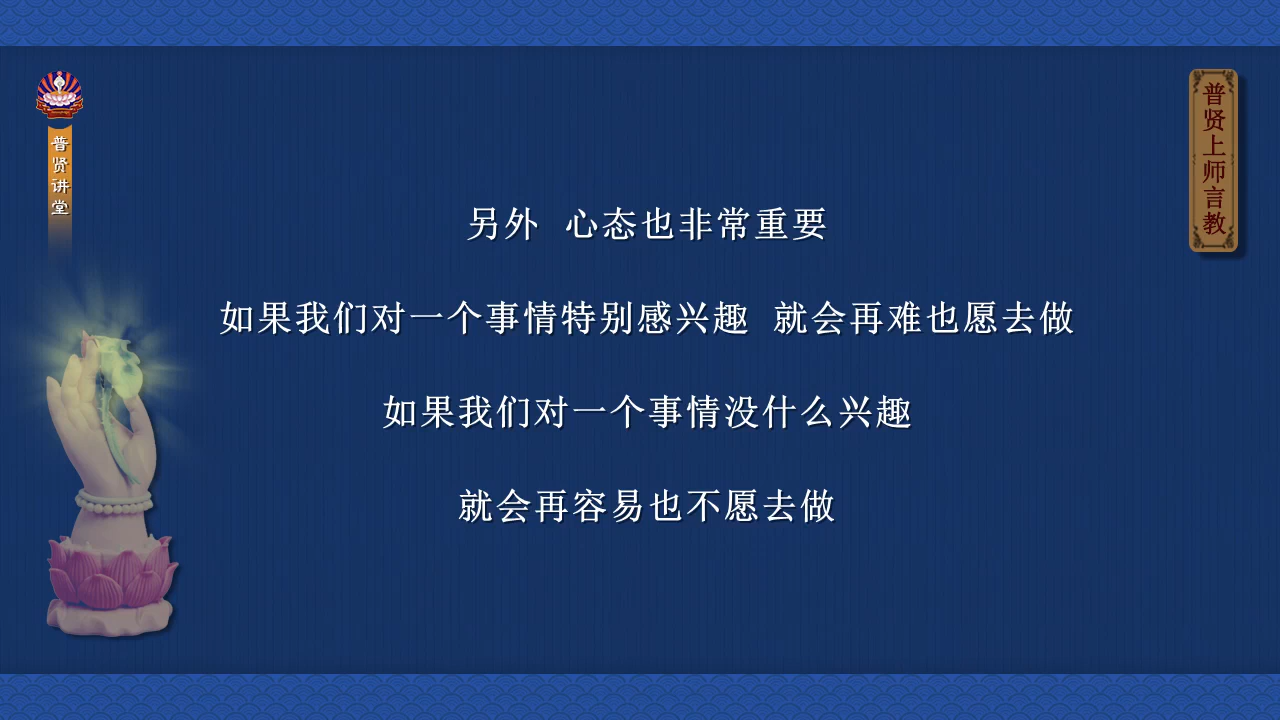 普贤讲堂
普贤上师言教
另外 心态也非常重要
如果我们对一个事情特别感兴趣 就会再难也愿去做
如果我们对一个事情没什么兴趣
就会再容易也不愿去做